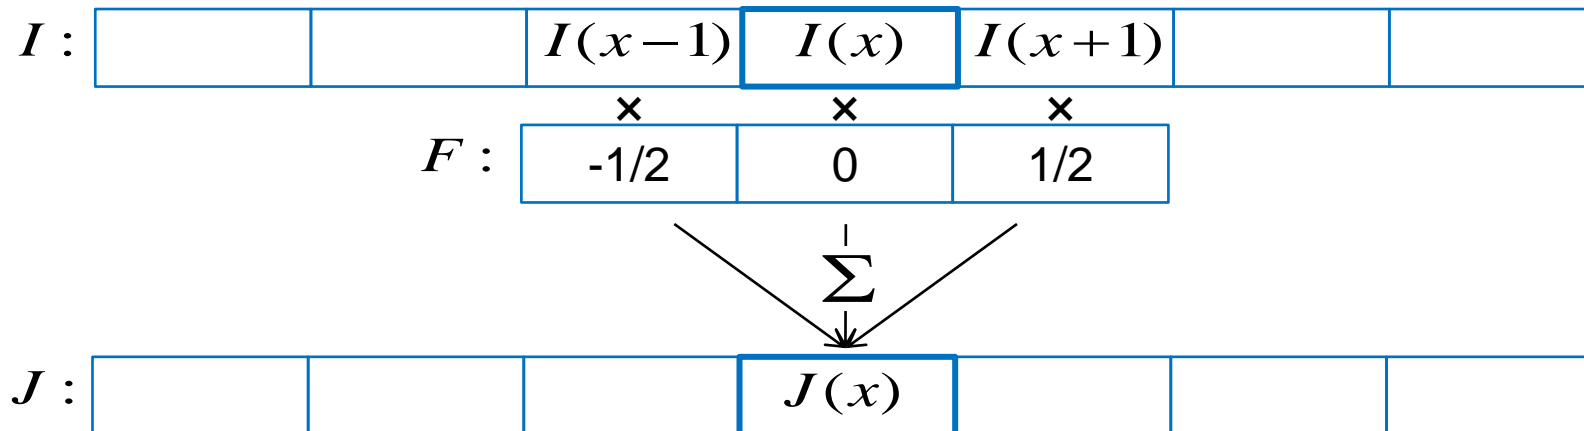 I : I(x−1) I(x) I(x+1)
× × ×
F : -1/2 0 1/2
Σ
J : J(x)